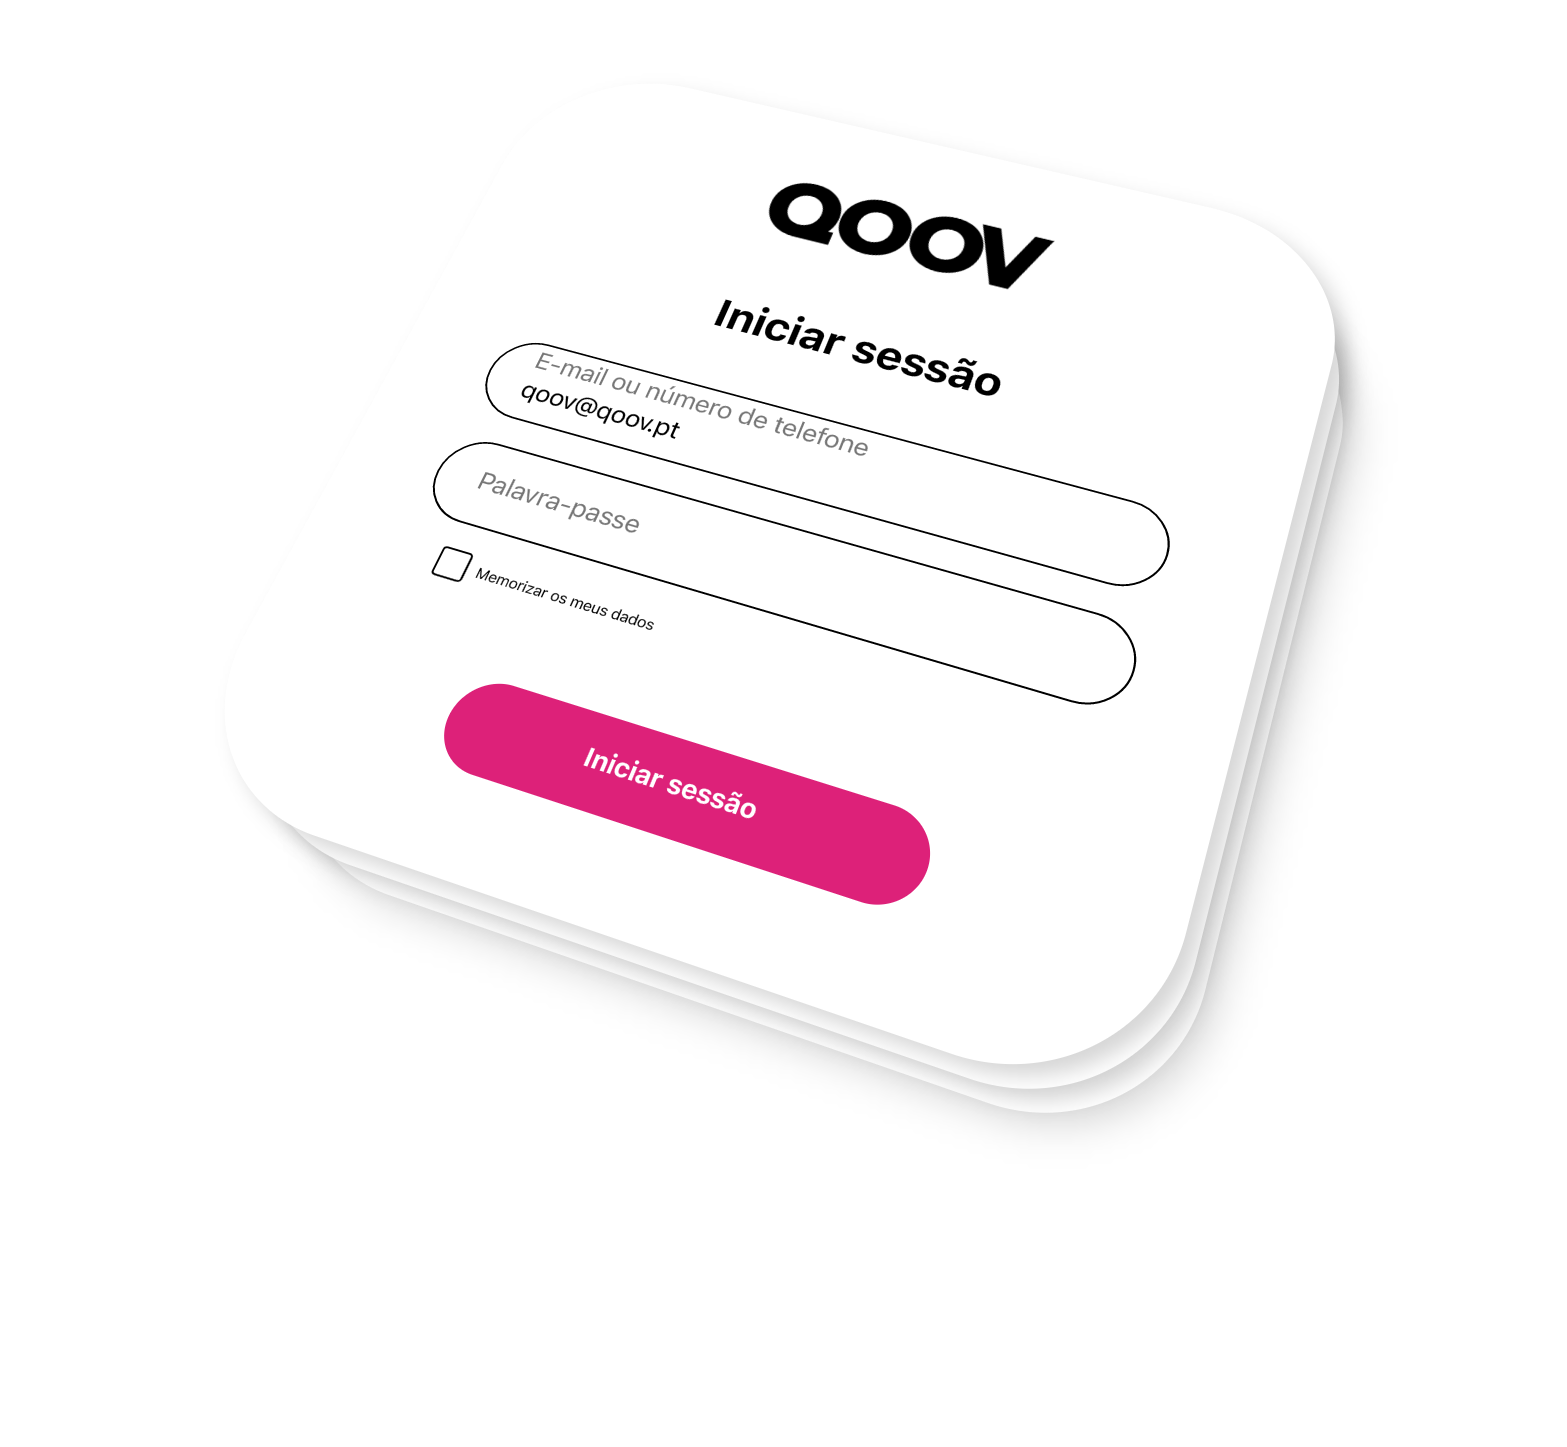 QOOV
Iniciar sessão
E-mail ou número de telefone
qoov@qoov.pt
Palavra-passe
Memorizar os meus dados
Iniciar sessão